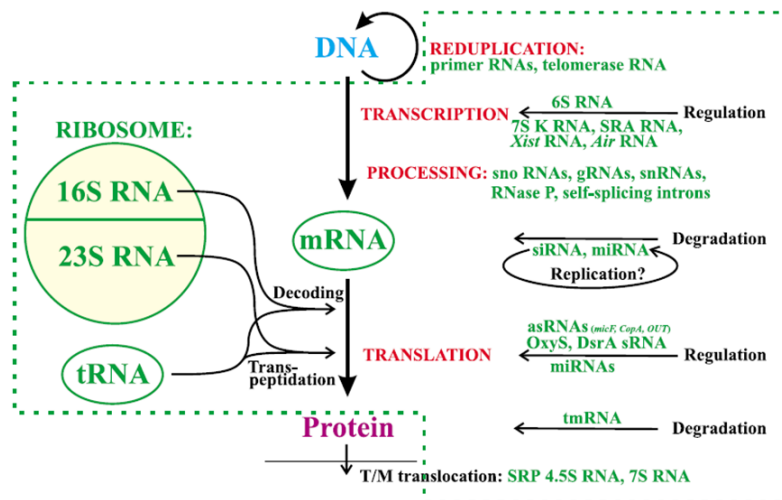 DNA
REDUPLICATION:
primer RNAs, telomerase RNA
TRANSCRIPTION
6S RNA
Regulation
7S K RNA, SRA RNA,
Xist RNA, Air RNA
RIBOSOME:
16S RNA
23S RNA
PROCESSING: sno RNAs, gRNAs, snRNAs,
RNase P, self-splicing introns
mRNA
Degradation
siRNA, miRNA
Replication?
Decoding
asRNAs (micF, CopA, OUT)
OxyS, DsrA sRNA
TRANSLATION
Regulation
miRNAs
tRNA
Trans-
peptidation
Protein
tmRNA
Degradation
T/M translocation: SRP 4.5S RNA, 7S RNA